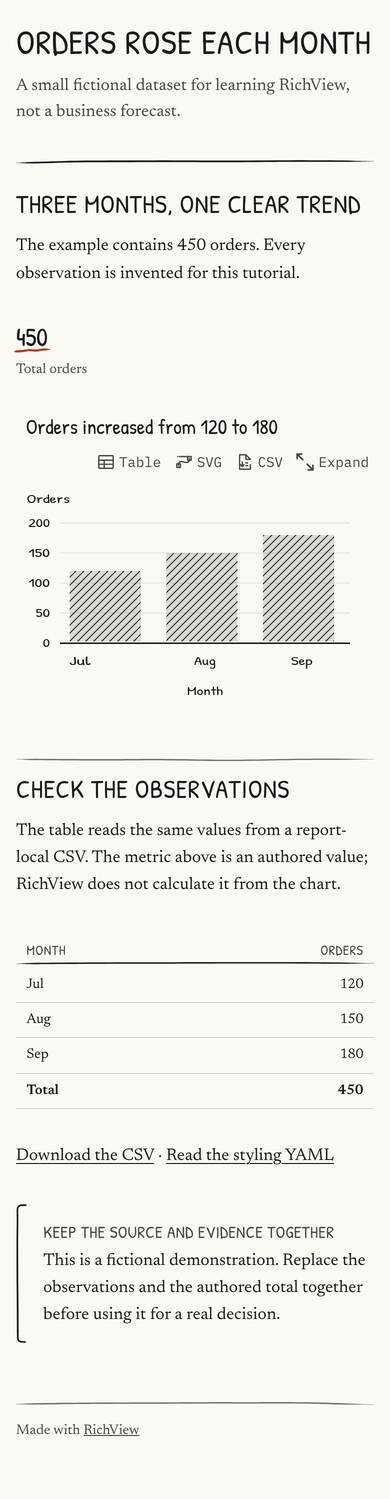 ORDERS ROSE EACH MONTH
A small fictional dataset for learning RichView,
not a business forecast.
THREE MONTHS, ONE CLEAR TREND
The example contains 450 orders. Every
observation is invented for this tutorial.
450
Total orders
Orders increased from 120 to 180
Table SVG CSV Expand
Orders
200
150
100
50
0
Jul Aug Sep
Month
CHECK THE OBSERVATIONS
The table reads the same values from a report-
local CSV. The metric above is an authored value;
RichView does not calculate it from the chart.
MONTH ORDERS
Jul 120
Aug 150
Sep 180
Total 450
Download the CSV · Read the styling YAML
KEEP THE SOURCE AND EVIDENCE TOGETHER
This is a fictional demonstration. Replace the
observations and the authored total together
before using it for a real decision.
Made with RichView